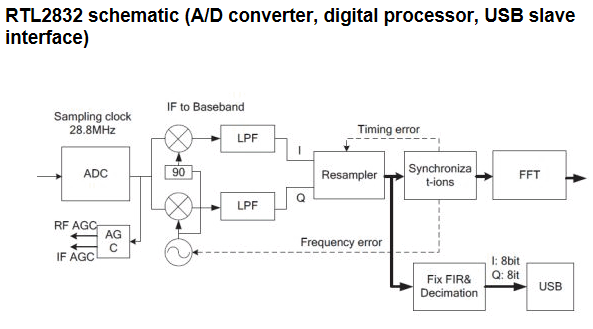 RTL2832 schematic (A/D converter, digital processor, USB slave
interface)
Sampling clock
28.8MHz
IF to Baseband
ADC
90
LPF
LPF
I
Q
Resampler
Timing error
Synchroniza
t-ions
FFT
RF AGC
IF AGC
AG
C
Frequency error
Fix FIR&
Decimation
I: 8bit
Q: 8it
USB